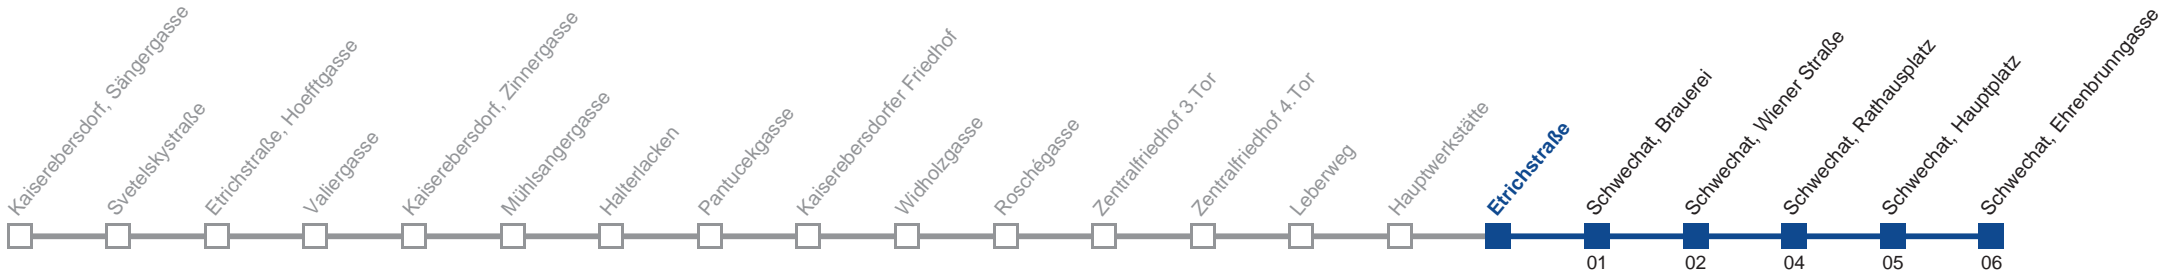 Kaiserebersdorf, Sängergasse
Svetelskystraße
Etrichstraße, Hoefftgasse
Valiergasse
Kaiserebersdorf, Zinnergasse
Mühlsangergasse
Halterlacken
Pantucekgasse
Kaiserebersdorfer Friedhof
Widholzgasse
Roschégasse
Zentralfriedhof 3.Tor
Zentralfriedhof 4.Tor
Leberweg
Hauptwerkstätte
Etrichstraße
Schwechat, Brauerei
Schwechat, Wiener Straße
Schwechat, Rathausplatz
Schwechat, Hauptplatz
Schwechat, Ehrenbrunngasse
01 02 04 05 06